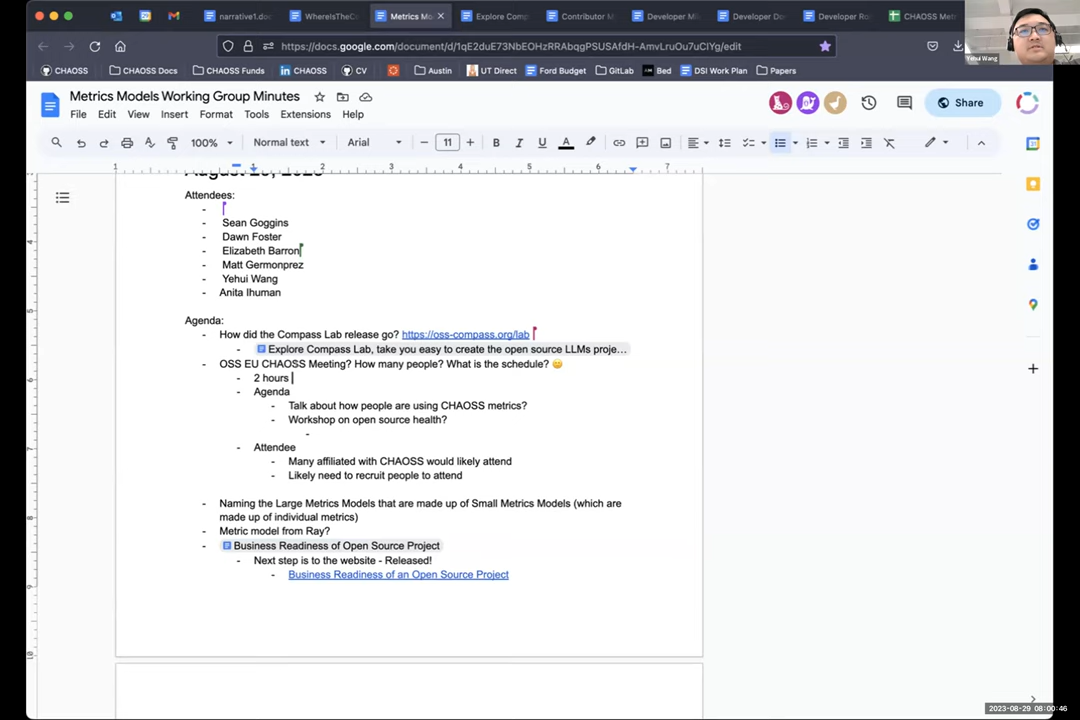 narrative1.doc
WhereIsTheC
Metrics Mo
Explore Comp
Contributor M
Developer Mi
Developer Do
Developer Ro
CHAOSS Met
https://docs.google.com/document/d/1qE2duE73NbEOHzRRAbqgPSUSAfdH-AmvLruOu7uCIYg/edit
Yehui Wang
CHAOSS
CHAOSS Docs
CHAOSS Funds
CHAOSS
CV
Austin
UT Direct
Ford Budget
GitLab
Bed
DSI Work Plan
Papers
Metrics Models Working Group Minutes
File Edit View Insert Format Tools Extensions Help
Share
100% Normal text Arial 11
1 1 2 3 4 5 6 7
Attendees:
-
- Sean Goggins
- Dawn Foster
- Elizabeth Barron
- Matt Germonprez
- Yehui Wang
- Anita Ihuman
Agenda:
- How did the Compass Lab release go? https://oss-compass.org/lab
- Explore Compass Lab, take you easy to create the open source LLMs proje…
- OSS EU CHAOSS Meeting? How many people? What is the schedule? 😀
- 2 hours
- Agenda
- Talk about how people are using CHAOSS metrics?
- Workshop on open source health?
-
- Attendee
- Many affiliated with CHAOSS would likely attend
- Likely need to recruit people to attend
- Naming the Large Metrics Models that are made up of Small Metrics Models (which are
made up of individual metrics)
- Metric model from Ray?
- Business Readiness of Open Source Project
- Next step is to the website - Released!
- Business Readiness of an Open Source Project
2023-08-29 08:00:46